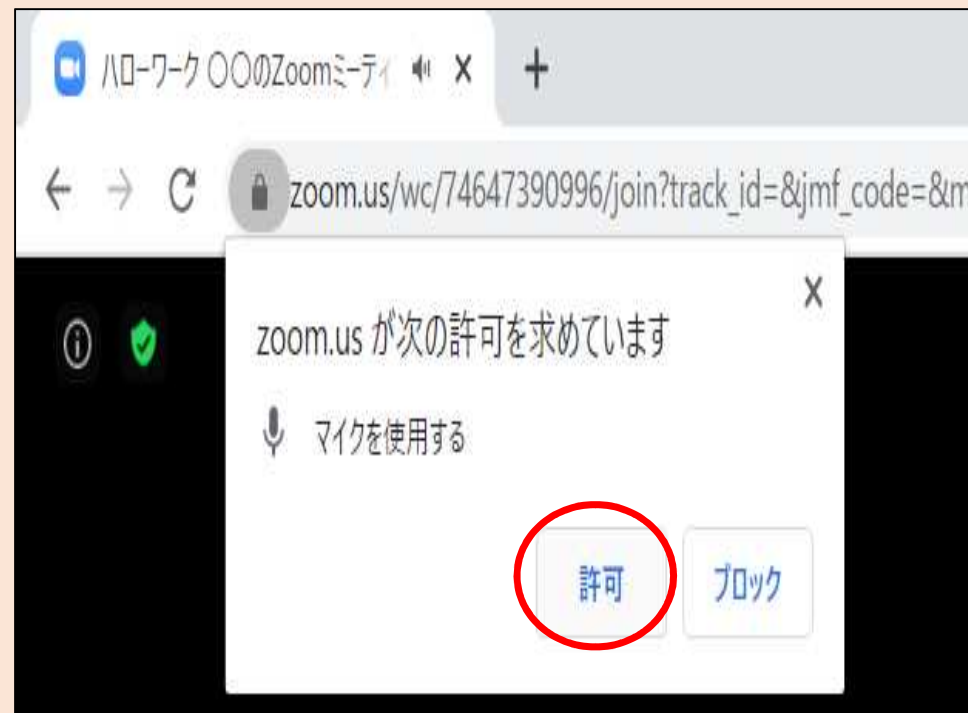 ハローワーク 〇〇のZoomミーティ
zoom.us/wc/74647390996/join?track_id=&jmf_code=&m
zoom.us が次の許可を求めています
マイクを使用する
許可 ブロック